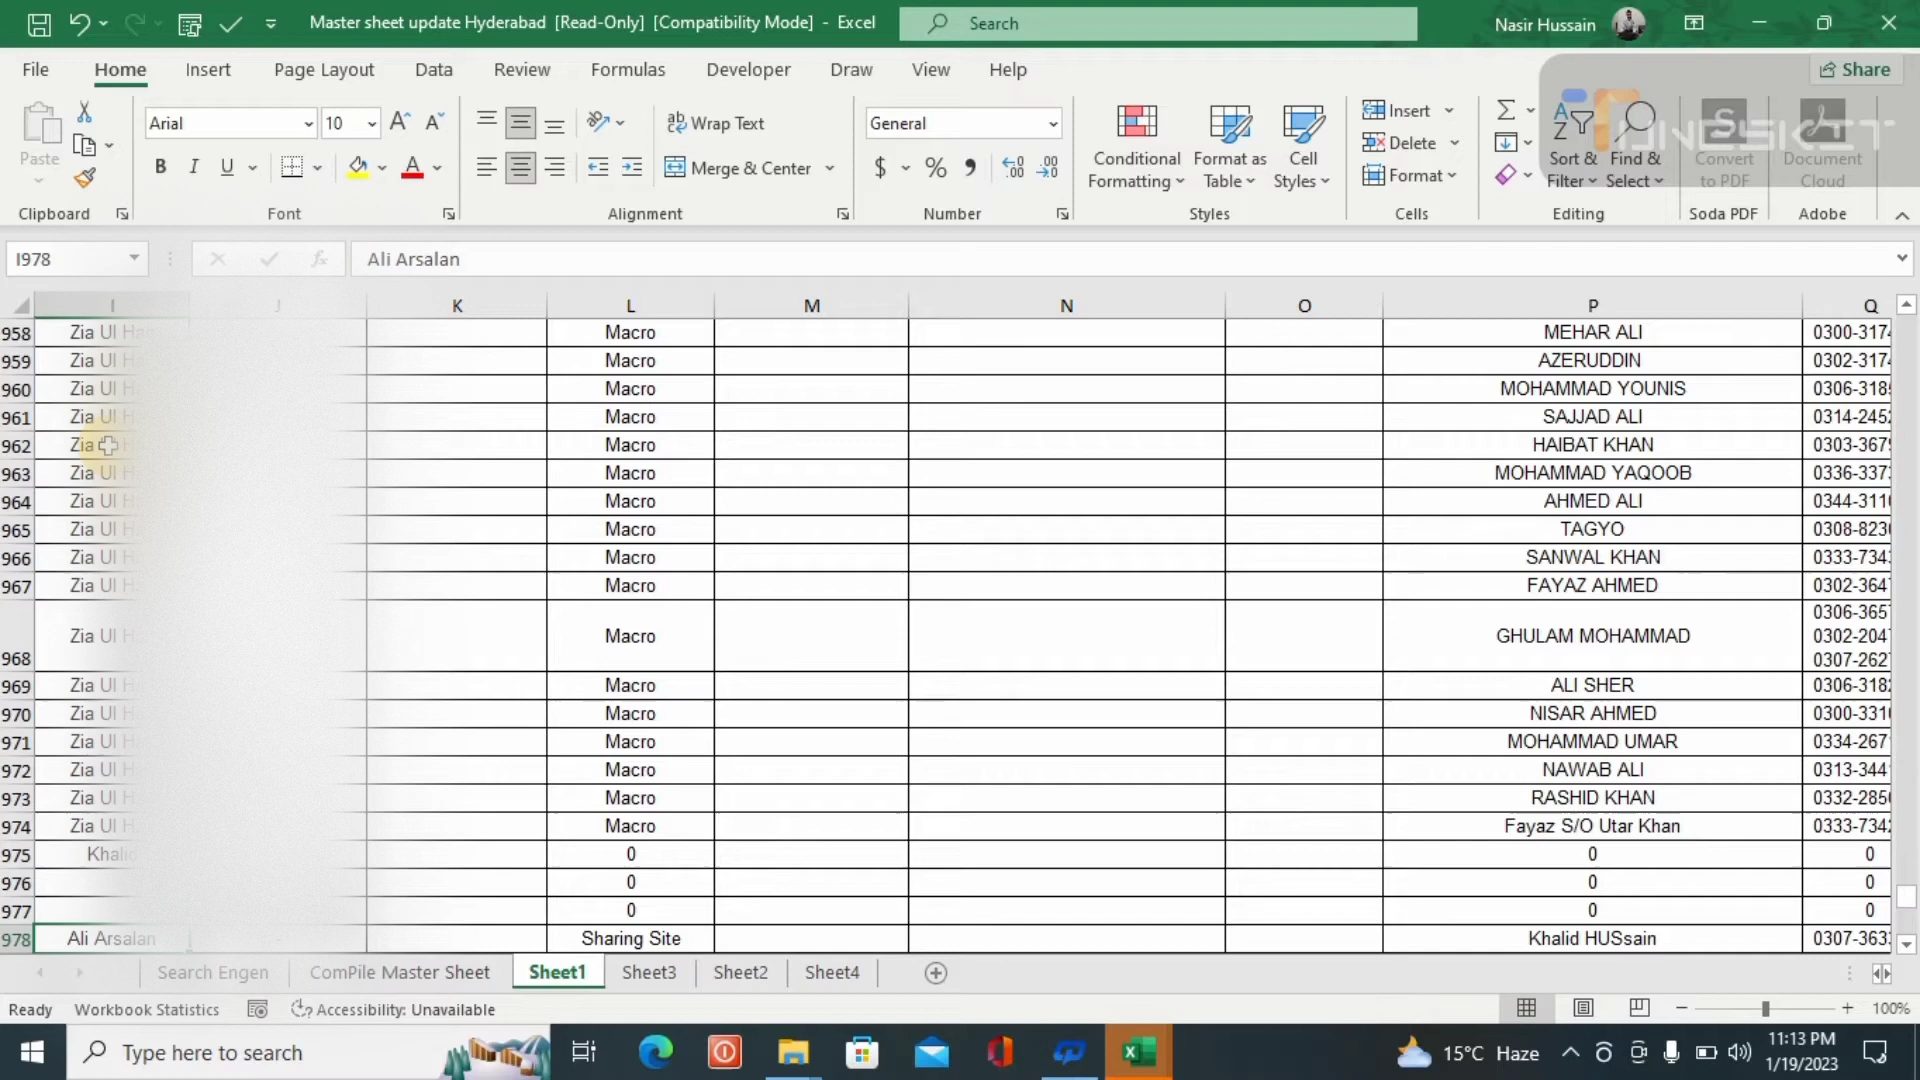 Master sheet update Hyderabad [Read-Only] [Compatibility Mode] - Excel
Search
Nasir Hussain
File Home Insert Page Layout Data Review Formulas Developer Draw View Help
Share
Paste
Arial 10
B I U
Wrap Text
Merge & Center
General
$ %
Conditional Formatting
Format as Table
Cell Styles
Insert
Delete
Format
Sort & Filter
Find & Select
Convert to PDF
Document Cloud
Clipboard Font Alignment Number Styles Cells Editing Soda PDF Adobe
I978 fx Ali Arsalan
I J K L M N O P Q
958 Zia Ul Macro MEHAR ALI 0300-3174
959 Zia Ul Macro AZERUDDIN 0302-3174
960 Zia Ul Macro MOHAMMAD YOUNIS 0306-318
961 Zia Ul Macro SAJJAD ALI 0314-245
962 Zia Macro HAIBAT KHAN 0303-367
963 Zia Ul Macro MOHAMMAD YAQOOB 0336-337
964 Zia Ul Macro AHMED ALI 0344-311
965 Zia Ul Macro TAGYO 0308-823
966 Zia Ul Macro SANWAL KHAN 0333-734
967 Zia Ul Macro FAYAZ AHMED 0302-364
0306-365
968 Zia Ul Macro GHULAM MOHAMMAD 0302-204
0307-262
969 Zia Ul Macro ALI SHER 0306-318
970 Zia Ul Macro NISAR AHMED 0300-331
971 Zia Ul Macro MOHAMMAD UMAR 0334-267
972 Zia Ul Macro NAWAB ALI 0313-344
973 Zia Ul Macro RASHID KHAN 0332-285
974 Zia Ul Macro Fayaz S/O Utar Khan 0333-734
975 Khalid 0 0 0
976 0 0 0
977 0 0 0
978 Ali Arsalan Sharing Site Khalid HUSsain 0307-363
Search Engen ComPile Master Sheet Sheet1 Sheet3 Sheet2 Sheet4
Ready Workbook Statistics Accessibility: Unavailable 100%
Type here to search
15°C Haze
11:13 PM
1/19/2023